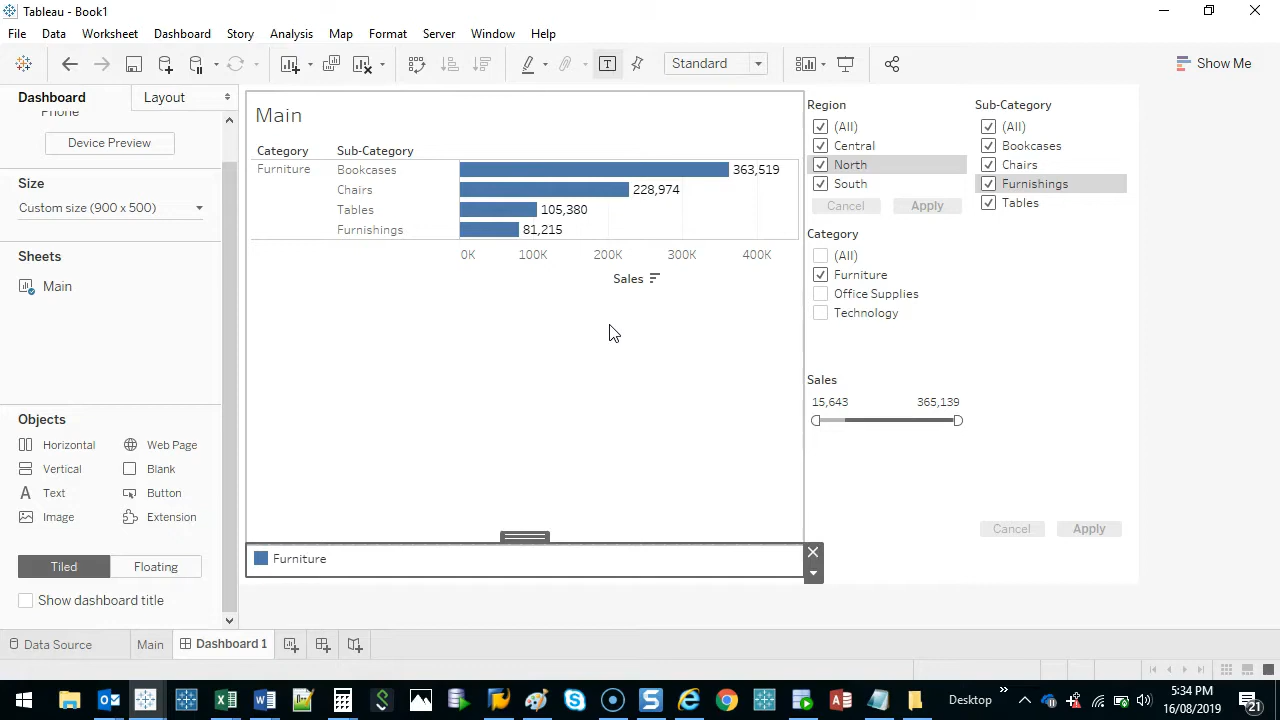 Tableau - Book1
File Data Worksheet Dashboard Story Analysis Map Format Server Window Help
Standard
Show Me
Dashboard Layout
Phone
Device Preview
Size
Custom size (900 x 500)
Sheets
Main
Objects
Horizontal Web Page
Vertical Blank
Text Button
Image Extension
Tiled Floating
Show dashboard title
Main
Category Sub-Category
Furniture Bookcases 363,519
Chairs 228,974
Tables 105,380
Furnishings 81,215
0K 100K 200K 300K 400K
Sales
Furniture
Region
(All)
Central
North
South
Cancel Apply
Category
(All)
Furniture
Office Supplies
Technology
Sales
15,643 365,139
Sub-Category
(All)
Bookcases
Chairs
Furnishings
Tables
Cancel Apply
Data Source Main Dashboard 1
Desktop
5:34 PM
16/08/2019
21